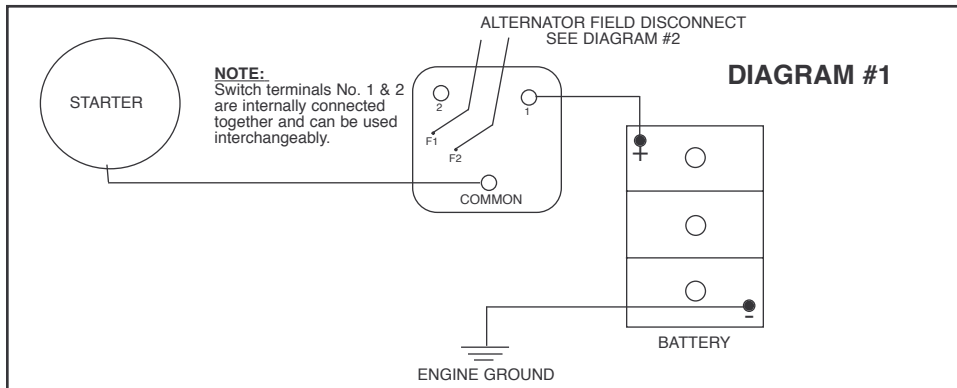 ALTERNATOR FIELD DISCONNECT
SEE DIAGRAM #2
DIAGRAM #1
STARTER
NOTE:
Switch terminals No. 1 & 2
are internally connected
together and can be used
interchangeably.
2
1
F1
F2
COMMON
+
-
BATTERY
ENGINE GROUND